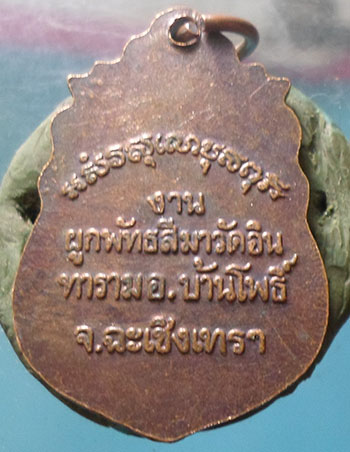 งาน
ผูกพัทธสีมาวัดอิน
ทาราม อ.บ้านโพธิ์
จ.ฉะเชิงเทรา